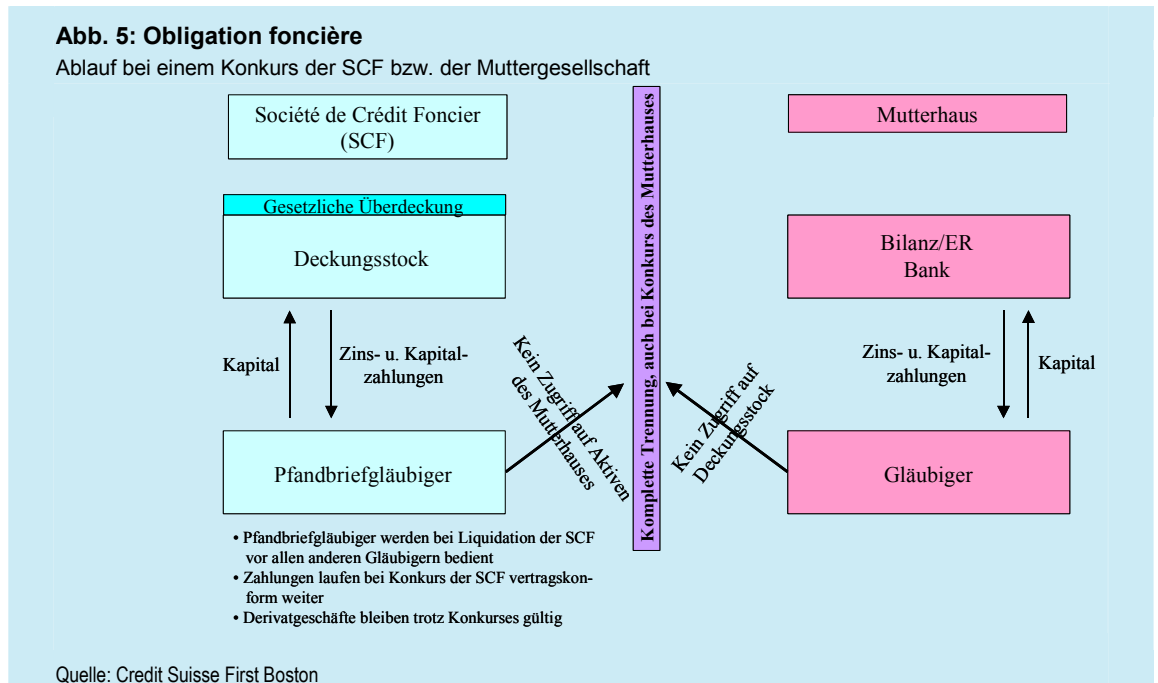 Abb. 5: Obligation foncière
Ablauf bei einem Konkurs der SCF bzw. der Muttergesellschaft
Société de Crédit Foncier
(SCF)
Gesetzliche Überdeckung
Deckungsstock
Kapital
Zins- u. Kapital-
zahlungen
Pfandbriefgläubiger
Kein Zugriff auf Aktiven
des Mutterhauses
• Pfandbriefgläubiger werden bei Liquidation der SCF
vor allen anderen Gläubigern bedient
• Zahlungen laufen bei Konkurs der SCF vertragskon-
form weiter
• Derivatgeschäfte bleiben trotz Konkurses gültig
Komplette Trennung, auch bei Konkurs des Mutterhauses
Mutterhaus
Bilanz/ER
Bank
Zins- u. Kapital-
zahlungen
Kapital
Kein Zugriff auf
Deckungsstock
Gläubiger
Quelle: Credit Suisse First Boston